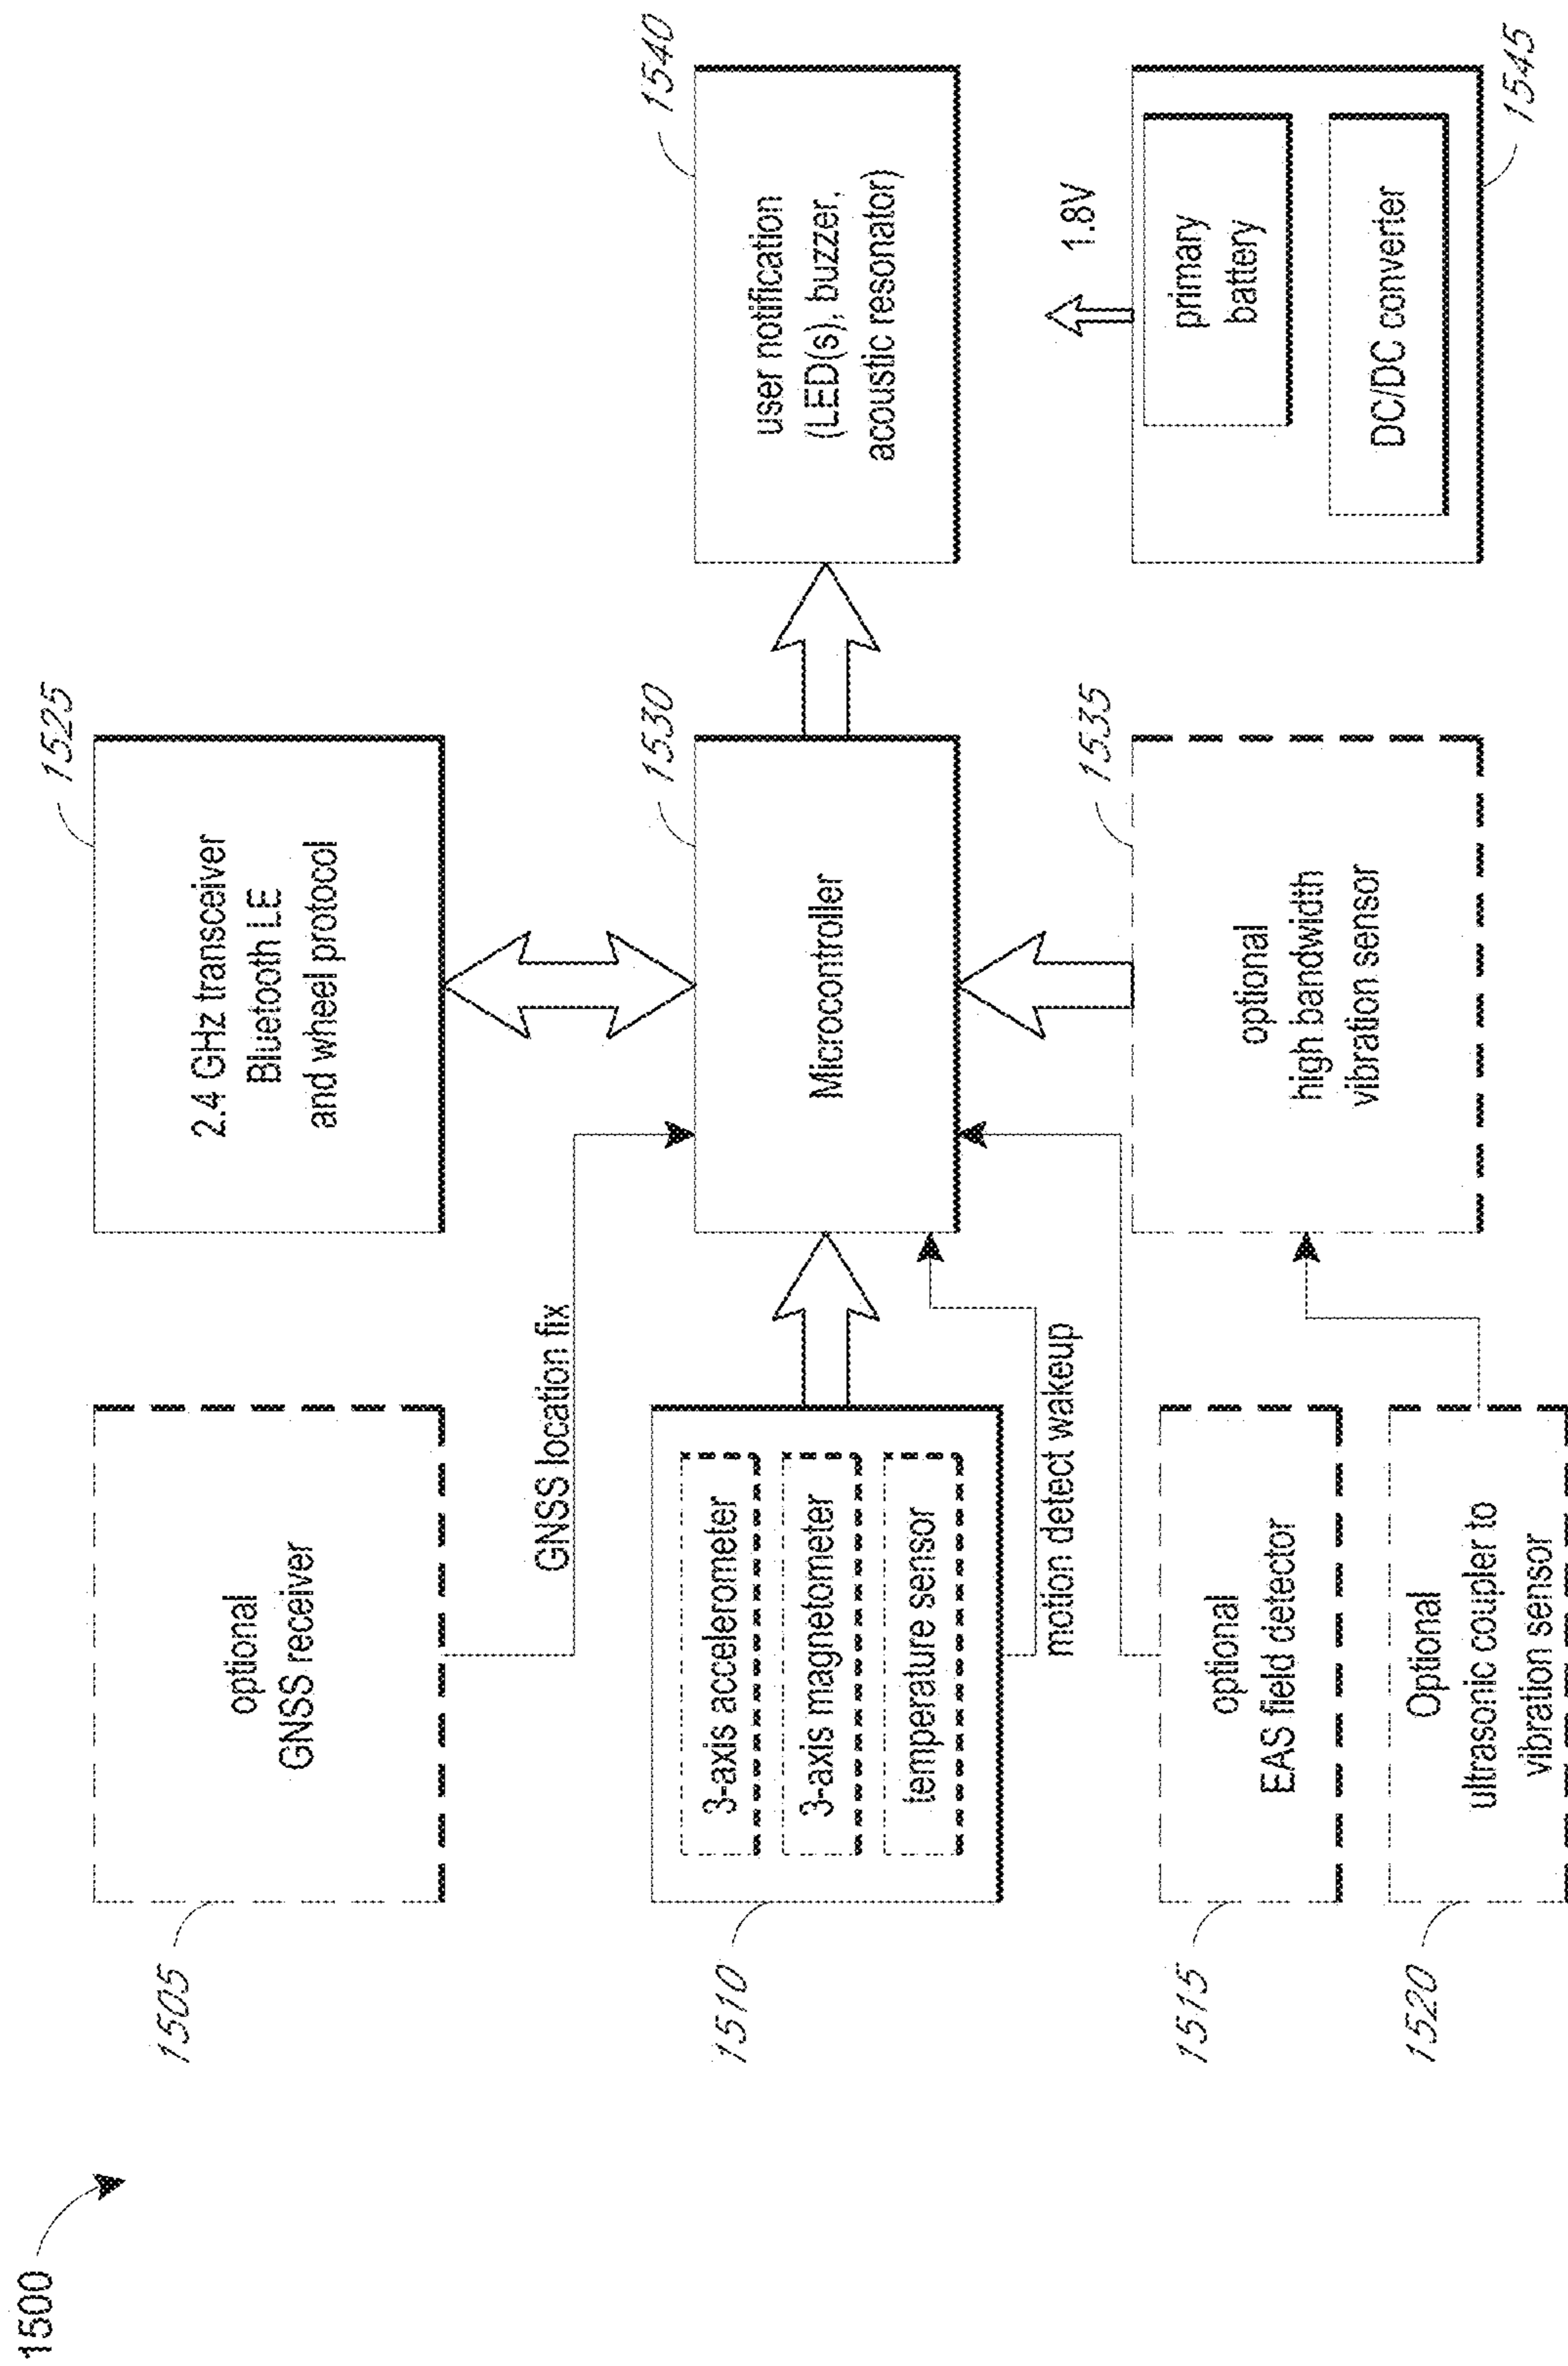 1500
1505
optional
GNSS receiver
1525
2.4 GHz transceiver
Bluetooth LE
and wheel protocol
GNSS location fix
1510
3-axis accelerometer
3-axis magnetometer
temperature sensor
1530
Microcontroller
1540
user notification
(LED(s), buzzer,
acoustic resonator)
motion detect wakeup
1515
optional
EAS field detector
1520
Optional
ultrasonic coupler to
vibration sensor
1535
optional
high bandwidth
vibration sensor
1.8V
primary
battery
DC/DC converter
1545